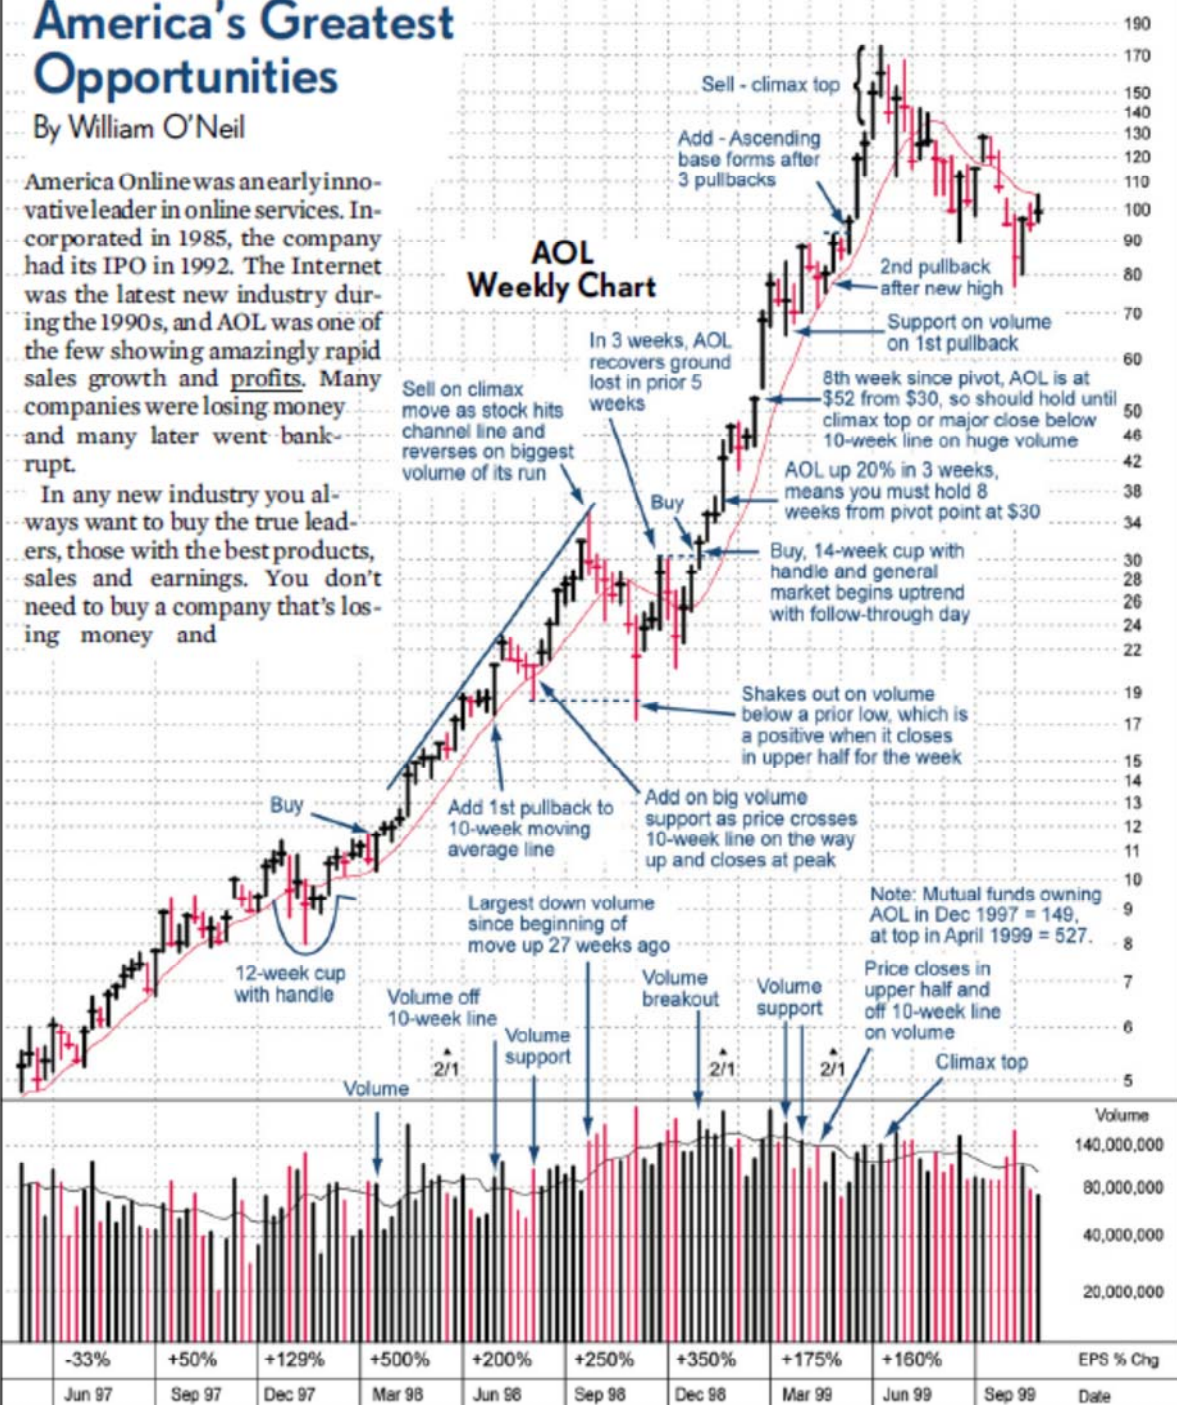 America's Greatest
Opportunities
By William O'Neil
America Online was an early inno-
vative leader in online services. In-
corporated in 1985, the company
had its IPO in 1992. The Internet
was the latest new industry dur-
ing the 1990s, and AOL was one of
the few showing amazingly rapid
sales growth and profits. Many
companies were losing money
and many later went bank-
rupt.
In any new industry you al-
ways want to buy the true lead-
ers, those with the best products,
sales and earnings. You don't
need to buy a company that's los-
ing money and
AOL
Weekly Chart
Sell - climax top
Add - Ascending
base forms after
3 pullbacks
2nd pullback
after new high
Support on volume
on 1st pullback
In 3 weeks, AOL
recovers ground
lost in prior 5
weeks
Sell on climax
move as stock hits
channel line and
reverses on biggest
volume of its run
8th week since pivot, AOL is at
$52 from $30, so should hold until
climax top or major close below
10-week line on huge volume
AOL up 20% in 3 weeks,
means you must hold 8
weeks from pivot point at $30
Buy
Buy, 14-week cup with
handle and general
market begins uptrend
with follow-through day
Shakes out on volume
below a prior low, which is
a positive when it closes
in upper half for the week
Buy
Add 1st pullback to
10-week moving
average line
Add on big volume
support as price crosses
10-week line on the way
up and closes at peak
Largest down volume
since beginning of
move up 27 weeks ago
Note: Mutual funds owning
AOL in Dec 1997 = 149,
at top in April 1999 = 527.
12-week cup
with handle
Volume off
10-week line
Volume
support
Volume
breakout
Volume
support
Price closes in
upper half and
off 10-week line
on volume
Climax top
Volume
2/1
2/1
2/1
190
170
150
140
130
120
110
100
90
80
70
60
50
46
42
38
34
30
28
26
24
22
19
17
15
14
13
12
11
10
9
8
7
6
5
Volume
140,000,000
80,000,000
40,000,000
20,000,000
-33% +50% +129% +500% +200% +250% +350% +175% +160% EPS % Chg
Jun 97 Sep 97 Dec 97 Mar 98 Jun 98 Sep 98 Dec 98 Mar 99 Jun 99 Sep 99 Date